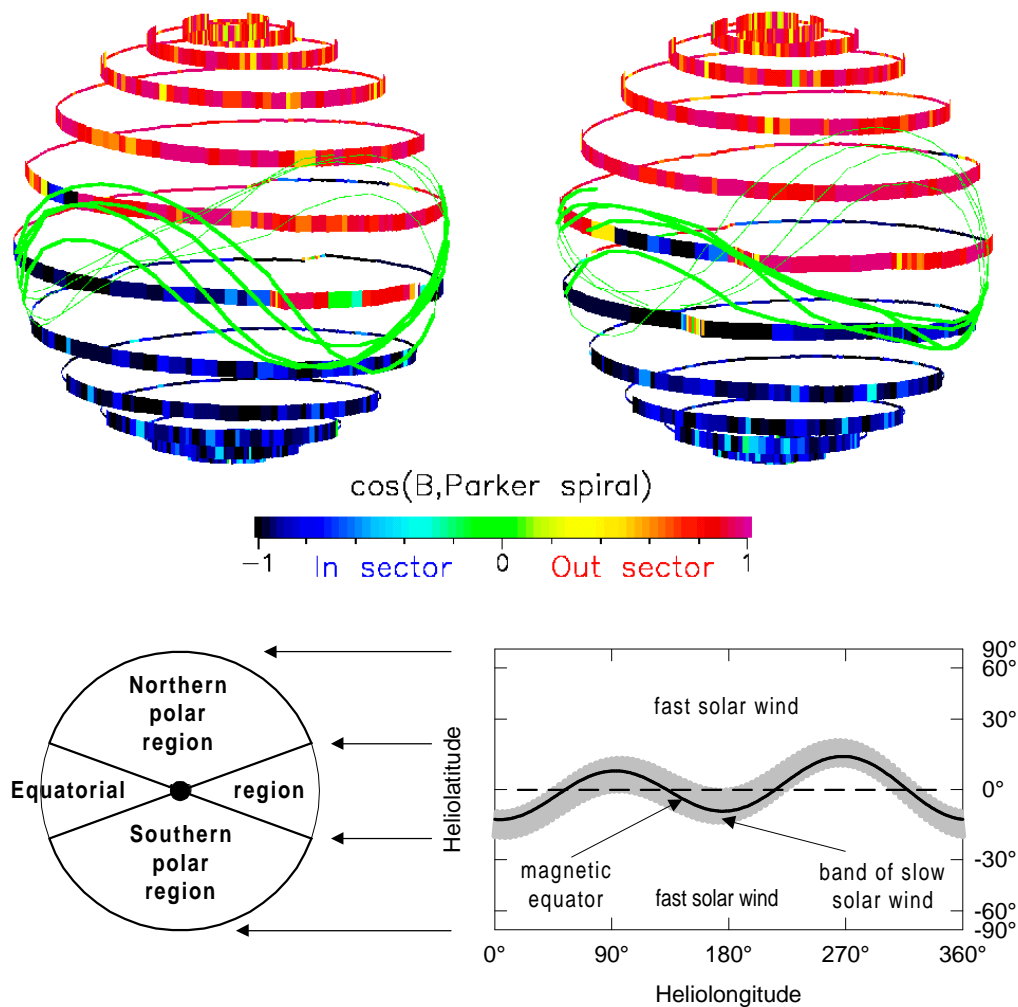 cos(B,Parker spiral)
−1 0 1
In sector Out sector
Northern
polar
region
Equatorial region
Southern
polar
region
Heliolatitude
90°
60°
30°
0°
-30°
-60°
-90°
fast solar wind
magnetic
equator
fast solar wind
band of slow
solar wind
0° 90° 180° 270° 360°
Heliolongitude